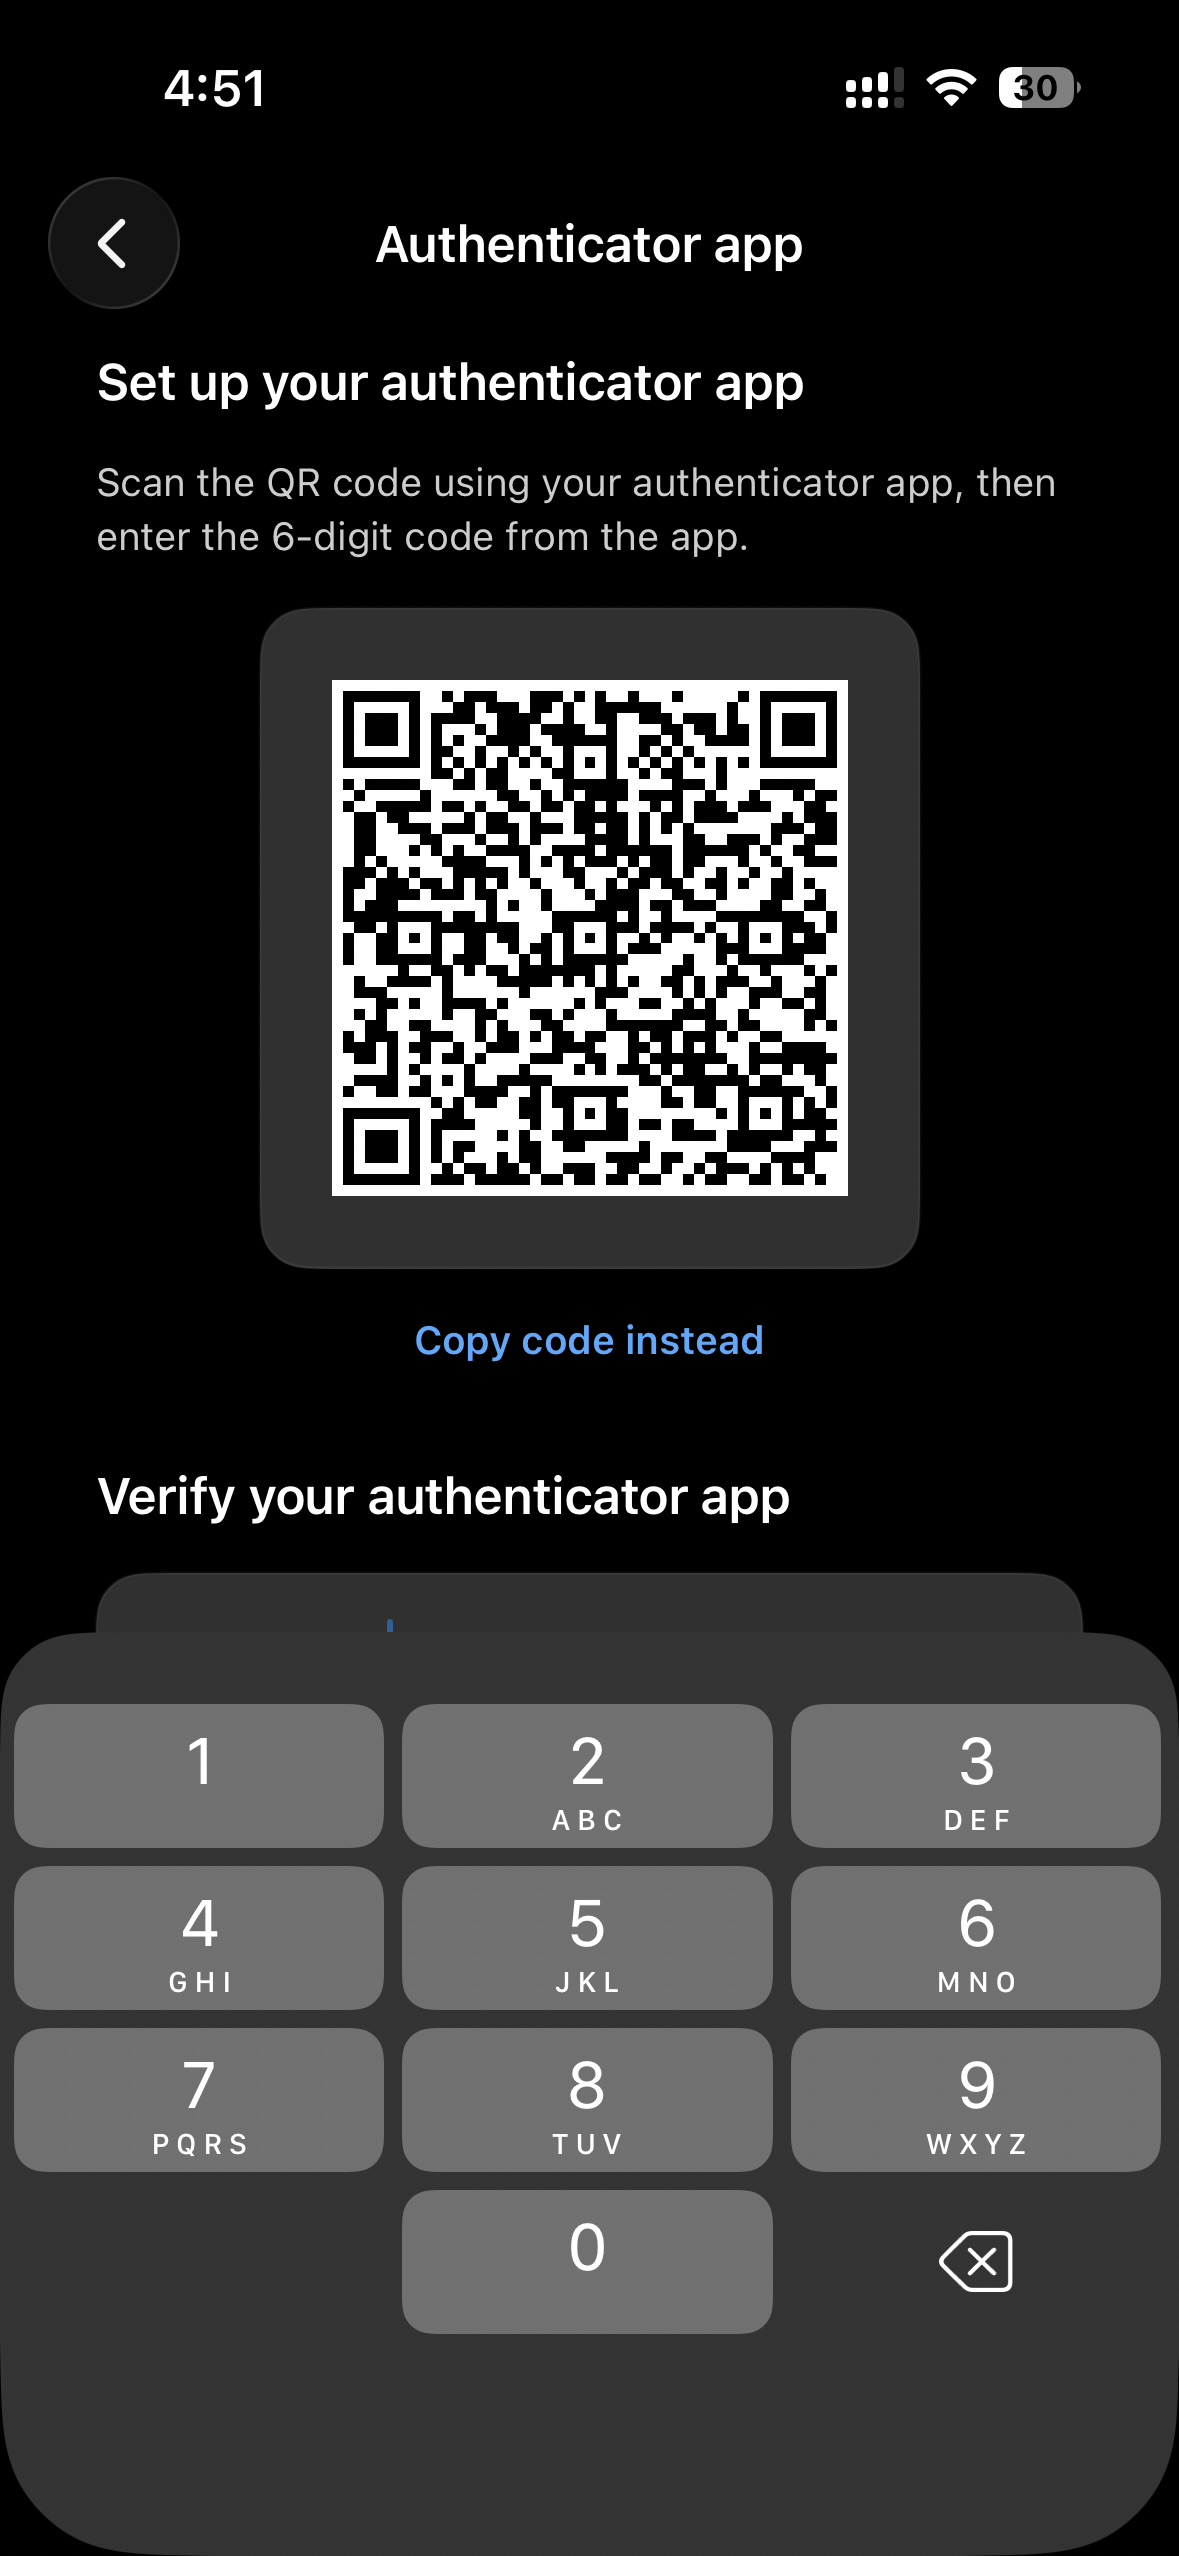 4:51
30
Authenticator app
Set up your authenticator app
Scan the QR code using your authenticator app, then
enter the 6-digit code from the app.
Copy code instead
Verify your authenticator app
1
2
ABC
3
DEF
4
GHI
5
JKL
6
MNO
7
PQRS
8
TUV
9
WXYZ
0